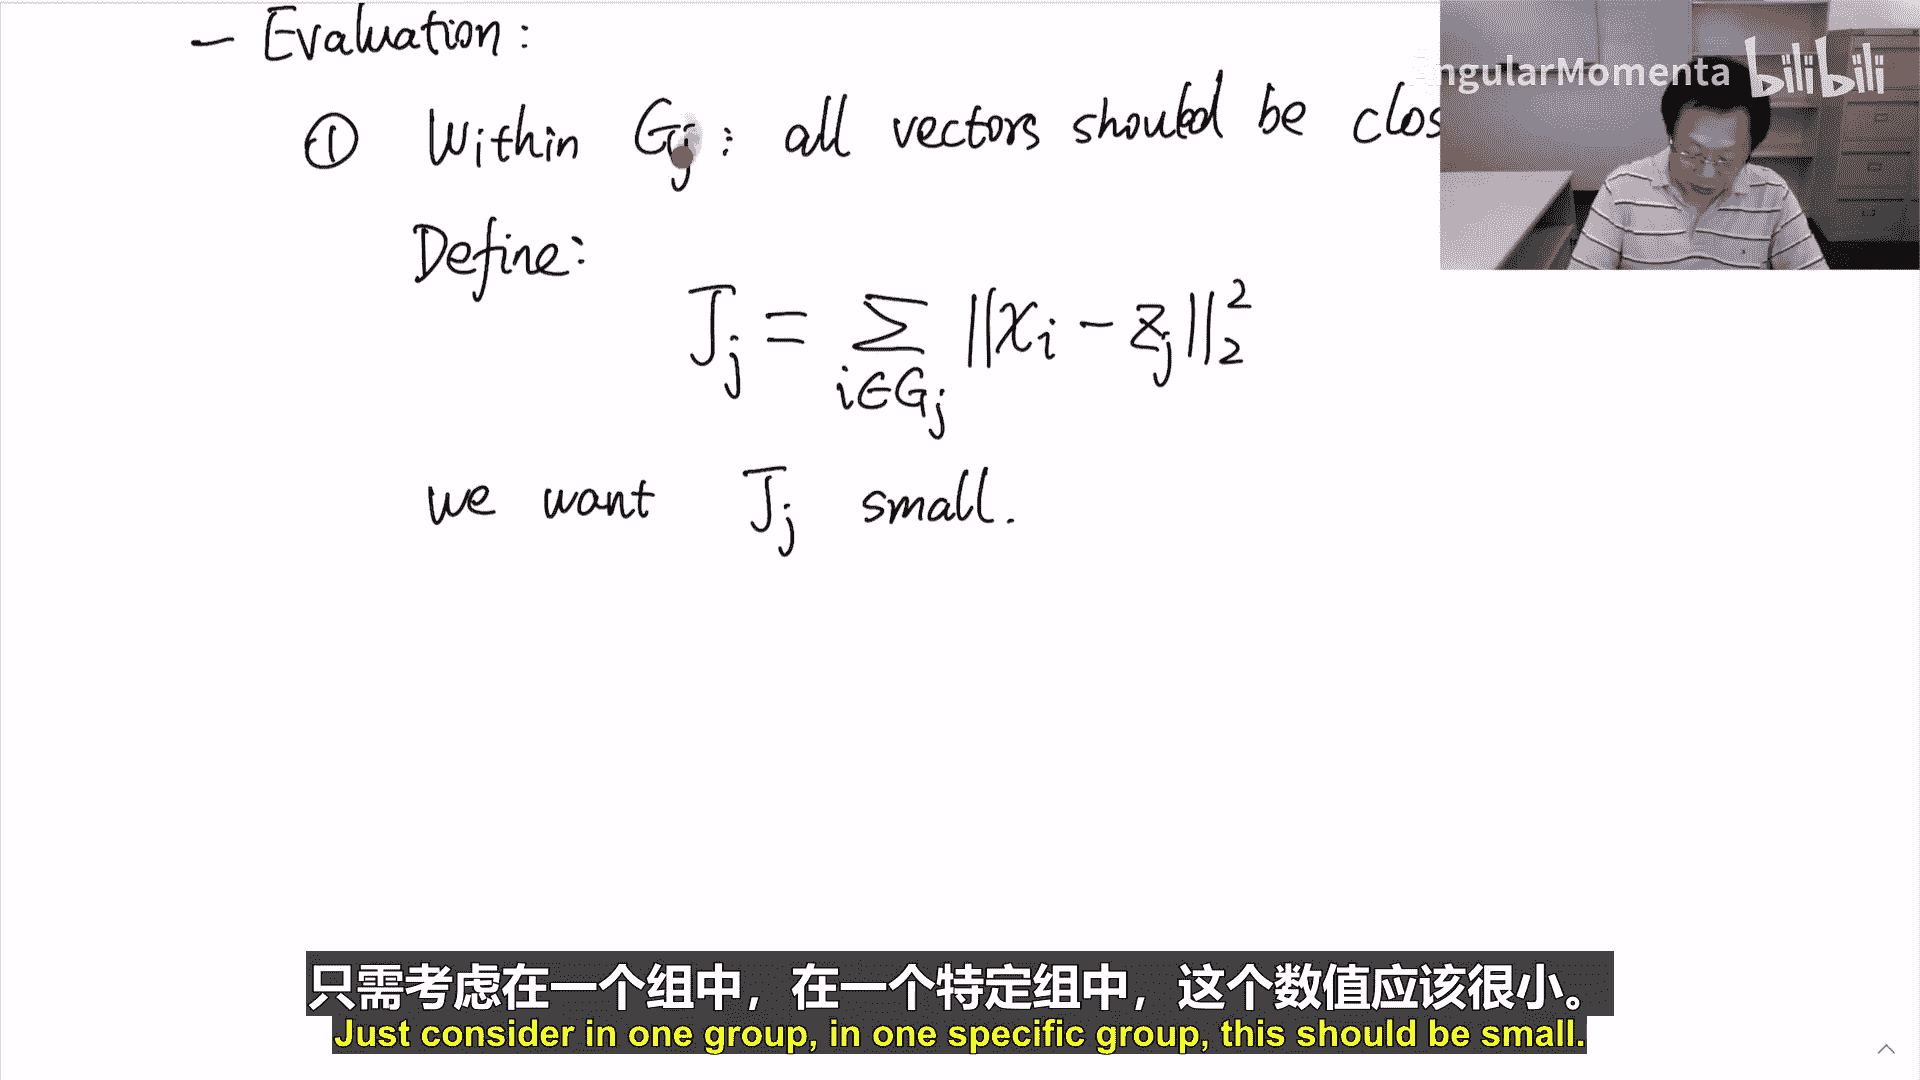 – Evaluation:
① Within Gj : all vectors should be clos
ngularMomenta bilibili
Define:
Jj = ∑ i∈Gj ‖xi − zj‖₂²
we want Jj small.
只需考虑在一个组中，在一个特定组中，这个数值应该很小。
Just consider in one group, in one specific group, this should be small.